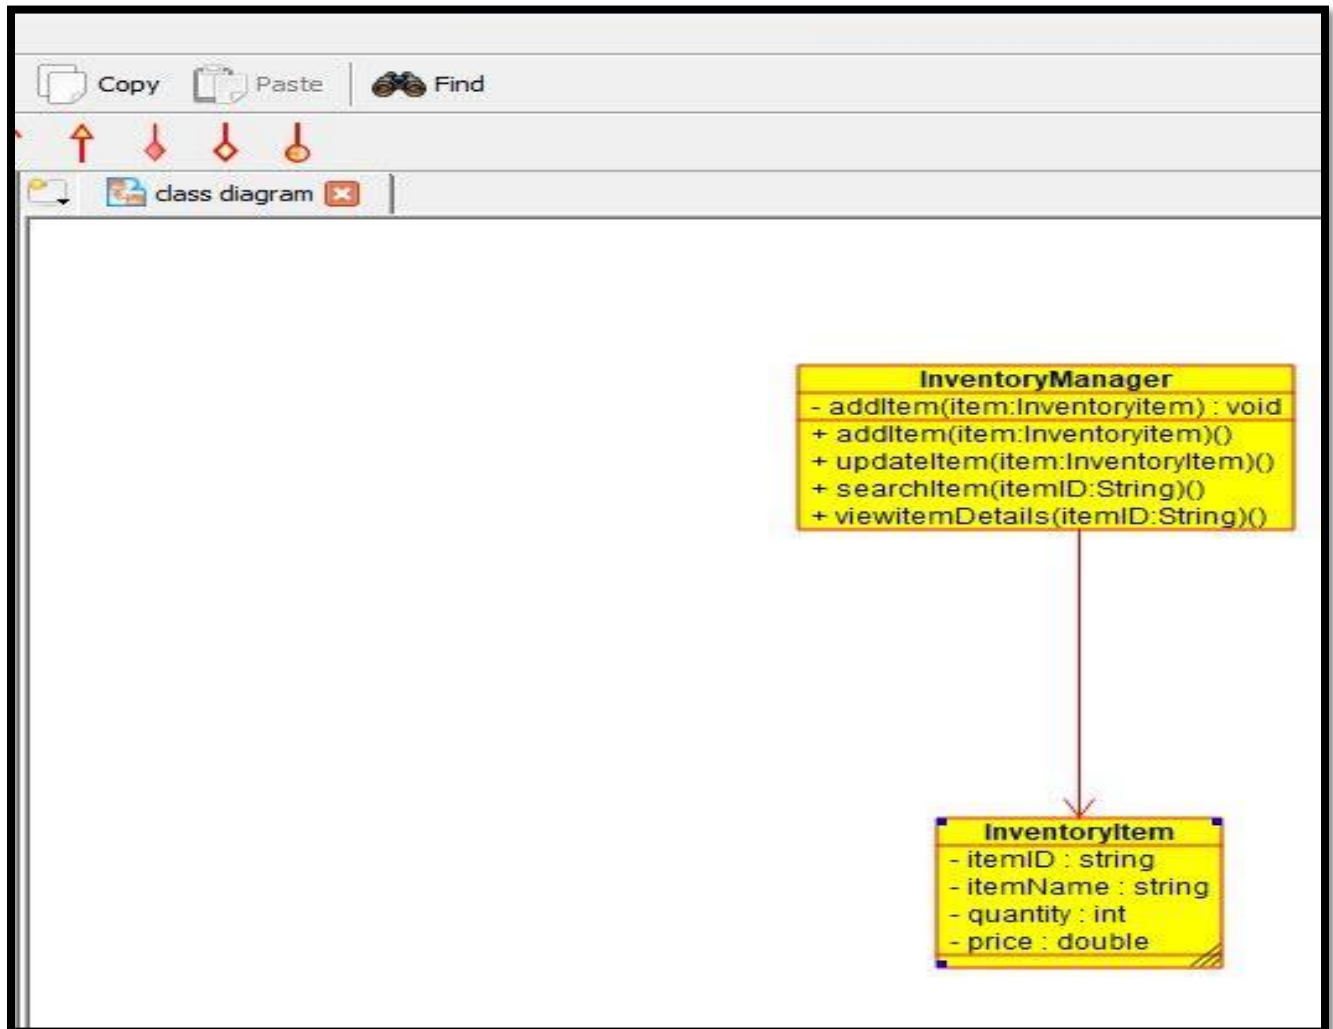 Copy Paste Find
class diagram
InventoryManager
- addItem(item:Inventoryitem) : void
+ addItem(item:Inventoryitem)()
+ updateItem(item:InventoryItem)()
+ searchItem(itemID:String)()
+ viewitemDetails(itemID:String)()
InventoryItem
- itemID : string
- itemName : string
- quantity : int
- price : double